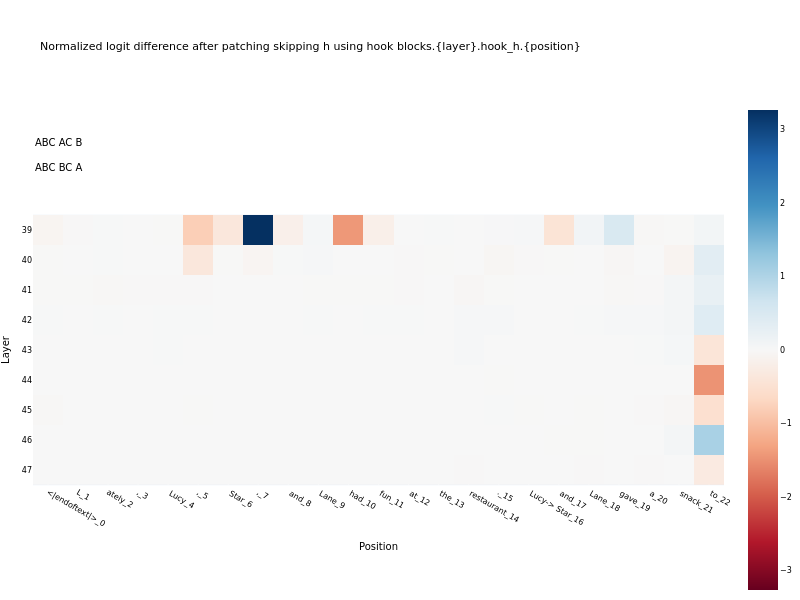 Normalized logit difference after patching skipping h using hook blocks.{layer}.hook_h.{position}
ABC AC B
ABC BC A
3
2
1
0
−1
−2
−3
Layer
39
40
41
42
43
44
45
46
47
<|endoftext|>_0
L_1
ately_2
,_3
Lucy_4
,_5
Star_6
,_7
and_8
Lane_9
had_10
fun_11
at_12
the_13
restaurant_14
._15
Lucy-> Star_16
and_17
Lane_18
gave_19
a_20
snack_21
to_22
Position